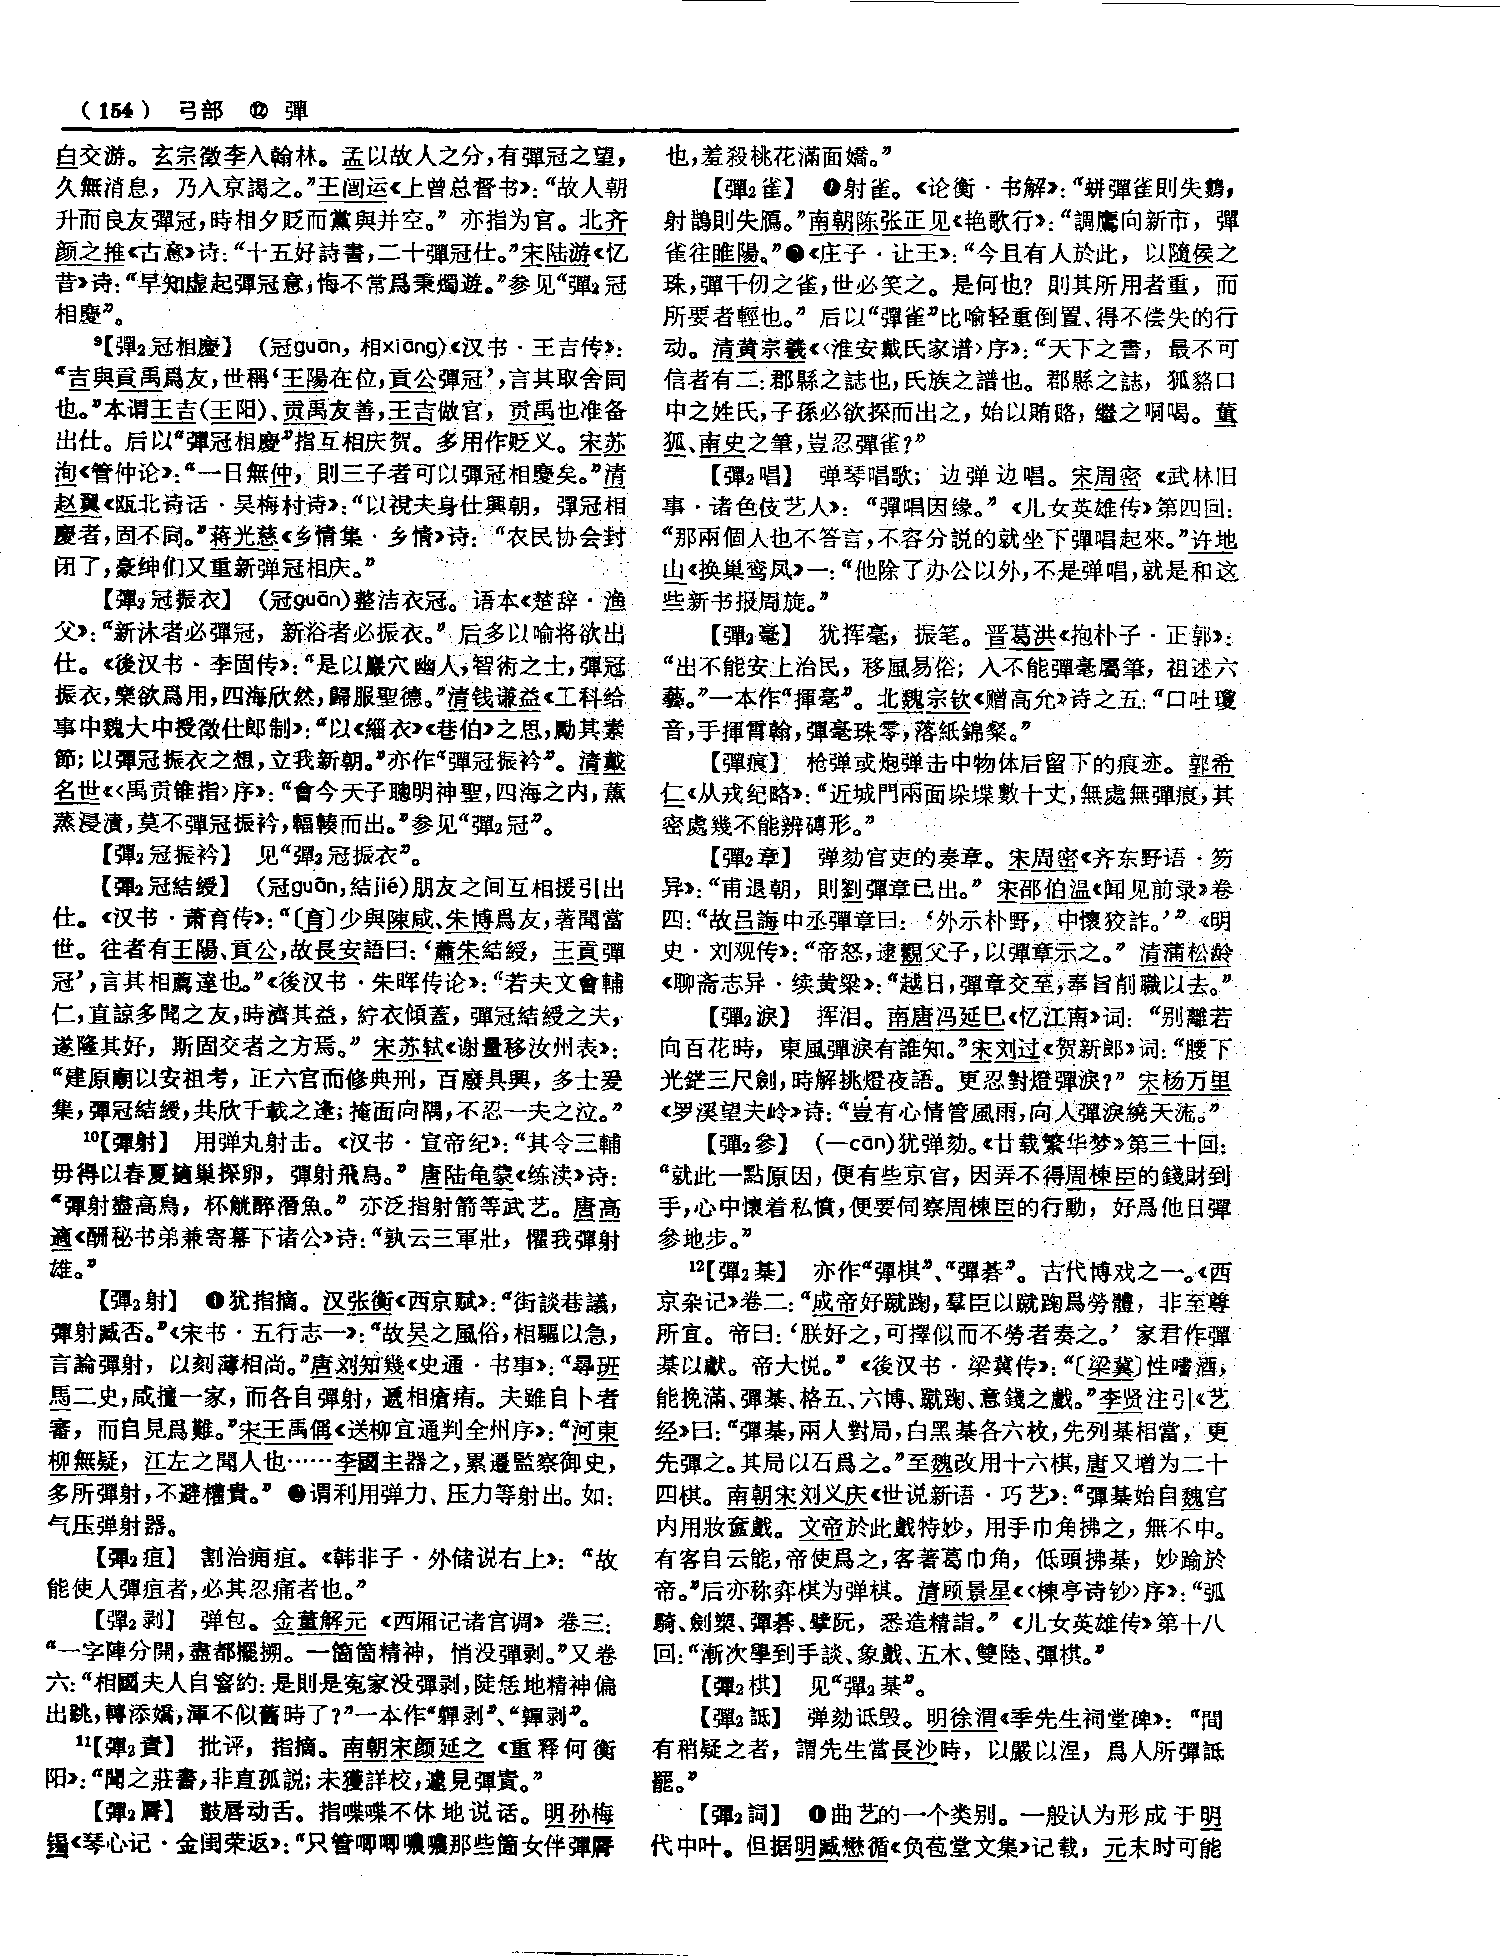 （154） 弓部 ⑫ 彈
白交游。玄宗徵李入翰林。孟以故人之分，有彈冠之望，
久無消息，乃入京謁之。”王闿运《上曾总督书》：“故人朝
升而良友彈冠，時相夕貶而黨與并空。”亦指为官。北齐
颜之推《古意》诗：“十五好詩書，二十彈冠仕。”宋陆游《忆
昔》诗：“早知虚起彈冠意，悔不常爲秉燭遊。”参见“彈₂冠
相慶”。
⁹【彈₂冠相慶】 （冠guān，相xiāng）《汉书·王吉传》：
“吉與貢禹爲友，世稱‘王陽在位，貢公彈冠’，言其取舍同
也。”本谓王吉（王阳）、贡禹友善，王吉做官，贡禹也准备
出仕。后以“彈冠相慶”指互相庆贺。多用作贬义。宋苏
洵《管仲论》：“一日無仲，則三子者可以彈冠相慶矣。”清
赵翼《瓯北诗话·吴梅村诗》：“以視夫身仕興朝，彈冠相
慶者，固不同。”蒋光慈《乡情集·乡情》诗：“农民协会封
闭了，豪绅们又重新弹冠相庆。”
【彈₂冠振衣】 （冠guān）整洁衣冠。语本《楚辞·渔
父》：“新沐者必彈冠，新浴者必振衣。”后多以喻将欲出
仕。《後汉书·李固传》：“是以巖穴幽人，智術之士，彈冠
振衣，樂欲爲用，四海欣然，歸服聖德。”清钱谦益《工科给
事中魏大中授徵仕郎制》：“以《緇衣》《巷伯》之思，勵其素
節；以彈冠振衣之想，立我新朝。”亦作“彈冠振衿”。清戴
名世《〈禹贡锥指〉序》：“會今天子聰明神聖，四海之内，薰
蒸浸漬，莫不彈冠振衿，輻輳而出。”参见“彈₂冠”。
【彈₂冠振衿】 见“彈₂冠振衣”。
【彈₂冠結綬】 （冠guān，結jié）朋友之间互相援引出
仕。《汉书·萧育传》：“〔育〕少與陳咸、朱博爲友，著聞當
世。往者有王陽、貢公，故長安語曰：‘蕭朱結綬，王貢彈
冠’，言其相薦達也。”《後汉书·朱晖传论》：“若夫文會輔
仁，直諒多聞之友，時濟其益，紵衣傾蓋，彈冠結綬之夫，
遂隆其好，斯固交者之方焉。”宋苏轼《谢量移汝州表》：
“建原廟以安祖考，正六宫而修典刑，百廢具興，多士爰
集，彈冠結綬，共欣千載之逢；掩面向隅，不忍一夫之泣。”
¹⁰【彈射】 用弹丸射击。《汉书·宣帝纪》：“其令三輔
毋得以春夏擿巢探卵，彈射飛鳥。”唐陆龟蒙《练渎》诗：
“彈射盡高鳥，杯觥醉潛魚。”亦泛指射箭等武艺。唐高
適《酬秘书弟兼寄幕下诸公》诗：“孰云三軍壯，懼我彈射
雄。”
【彈₂射】 ❶犹指摘。汉张衡《西京赋》：“街談巷議，
彈射臧否。”《宋书·五行志一》：“故吴之風俗，相驅以急，
言論彈射，以刻薄相尚。”唐刘知幾《史通·书事》：“尋班
馬二史，咸擅一家，而各自彈射，遞相瘡痏。夫雖自卜者
審，而自見爲難。”宋王禹偁《送柳宜通判全州序》：“河東
柳無疑，江左之聞人也……李國主器之，累遷監察御史，
多所彈射，不避權貴。”❷谓利用弹力、压力等射出。如：
气压弹射器。
【彈₂疽】 割治痈疽。《韩非子·外储说右上》：“故
能使人彈疽者，必其忍痛者也。”
【彈₂剥】 弹包。金董解元《西厢记诸宫调》卷三：
“一字陣分開，盡都擺搠。一箇箇精神，悄没彈剥。”又卷
六：“相國夫人自窨約：是則是冤家没彈剥，陡恁地精神偏
出跳，轉添嬌，渾不似舊時了？”一本作“䩥剥”、“䩥剥”。
¹¹【彈₂責】 批评，指摘。南朝宋颜延之《重释何衡
阳》：“聞之莊書，非直孤説；未獲詳校，遽見彈責。”
【彈₂脣】 鼓唇动舌。指喋喋不休地说话。明孙梅
锡《琴心记·金闺荣返》：“只管唧唧噥噥那些箇女伴彈脣
也，羞殺桃花滿面嬌。”
【彈₂雀】 ❶射雀。《论衡·书解》：“蛢彈雀則失鷃，
射鵲則失鴈。”南朝陈张正见《艳歌行》：“調鷹向新市，彈
雀往睢陽。”❷《庄子·让王》：“今且有人於此，以隨侯之
珠，彈千仞之雀，世必笑之。是何也？則其所用者重，而
所要者輕也。”后以“彈雀”比喻轻重倒置、得不偿失的行
动。清黄宗羲《〈淮安戴氏家谱〉序》：“天下之書，最不可
信者有二：郡縣之誌也，氏族之譜也。郡縣之誌，狐貉口
中之姓氏，子孫必欲探而出之，始以賄賂，繼之啊喝。董
狐、南史之筆，豈忍彈雀？”
【彈₂唱】 弹琴唱歌；边弹边唱。宋周密《武林旧
事·诸色伎艺人》：“彈唱因缘。”《儿女英雄传》第四回：
“那兩個人也不答言，不容分説的就坐下彈唱起來。”许地
山《换巢鸾凤》一：“他除了办公以外，不是弹唱，就是和这
些新书报周旋。”
【彈₂毫】 犹挥毫，振笔。晋葛洪《抱朴子·正郭》：
“出不能安上治民，移風易俗；入不能彈毫屬筆，祖述六
藝。”一本作“揮毫”。北魏宗钦《赠高允》诗之五：“口吐瓊
音，手揮霄翰，彈毫珠零，落紙錦粲。”
【彈痕】 枪弹或炮弹击中物体后留下的痕迹。郭希
仁《从戎纪略》：“近城門兩面垛堞數十丈，無處無彈痕，其
密處幾不能辨磚形。”
【彈₂章】 弹劾官吏的奏章。宋周密《齐东野语·笏
异》：“甫退朝，則劉彈章已出。”宋邵伯温《闻见前录》卷
四：“故吕誨中丞彈章曰：‘外示朴野，中懷狡詐。’”《明
史·刘观传》：“帝怒，逮觀父子，以彈章示之。”清蒲松龄
《聊斋志异·续黄粱》：“越日，彈章交至，奉旨削職以去。”
【彈₂淚】 挥泪。南唐冯延巳《忆江南》词：“别離若
向百花時，東風彈淚有誰知。”宋刘过《贺新郎》词：“腰下
光鋩三尺劍，時解挑燈夜語。更忍對燈彈淚？”宋杨万里
《罗溪望夫岭》诗：“豈有心情管風雨，向人彈淚繞天流。”
【彈₂參】 （—cān）犹弹劾。《廿载繁华梦》第三十回：
“就此一點原因，便有些京官，因弄不得周棟臣的錢財到
手，心中懷着私憤，便要伺察周棟臣的行動，好爲他日彈
参地步。”
¹²【彈₂棊】 亦作“彈棋”、“彈碁”。古代博戏之一。《西
京杂记》卷二：“成帝好蹴踘，羣臣以蹴踘爲勞體，非至尊
所宜。帝曰：‘朕好之，可擇似而不勞者奏之。’家君作彈
棊以獻。帝大悦。”《後汉书·梁冀传》：“〔梁冀〕性嗜酒，
能挽滿、彈棊、格五、六博、蹴踘、意錢之戲。”李贤注引《艺
经》曰：“彈棊，兩人對局，白黑棊各六枚，先列棊相當，更
先彈之。其局以石爲之。”至魏改用十六棋，唐又增为二十
四棋。南朝宋刘义庆《世说新语·巧艺》：“彈棊始自魏宫
内用妝奩戲。文帝於此戲特妙，用手巾角拂之，無不中。
有客自云能，帝使爲之，客著葛巾角，低頭拂棊，妙踰於
帝。”后亦称弈棋为弹棋。清顾景星《〈楝亭诗钞〉序》：“弧
騎、劍槊、彈碁、擘阮，悉造精詣。”《儿女英雄传》第十八
回：“漸次學到手談、象戲、五木、雙陸、彈棋。”
【彈₂棋】 见“彈₂棊”。
【彈₂詆】 弹劾诋毁。明徐渭《季先生祠堂碑》：“間
有稍疑之者，謂先生當長沙時，以嚴以涅，爲人所彈詆
罷。”
【彈₂詞】 ❶曲艺的一个类别。一般认为形成于明
代中叶。但据明臧懋循《负苞堂文集》记载，元末时可能